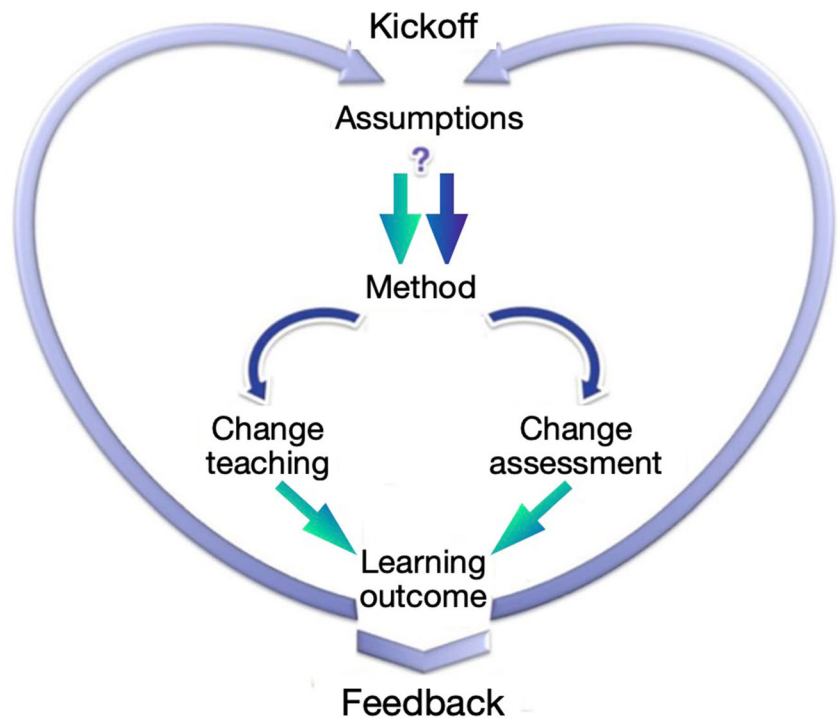 Kickoff
Assumptions
?
Method
Change
teaching
Change
assessment
Learning
outcome
Feedback